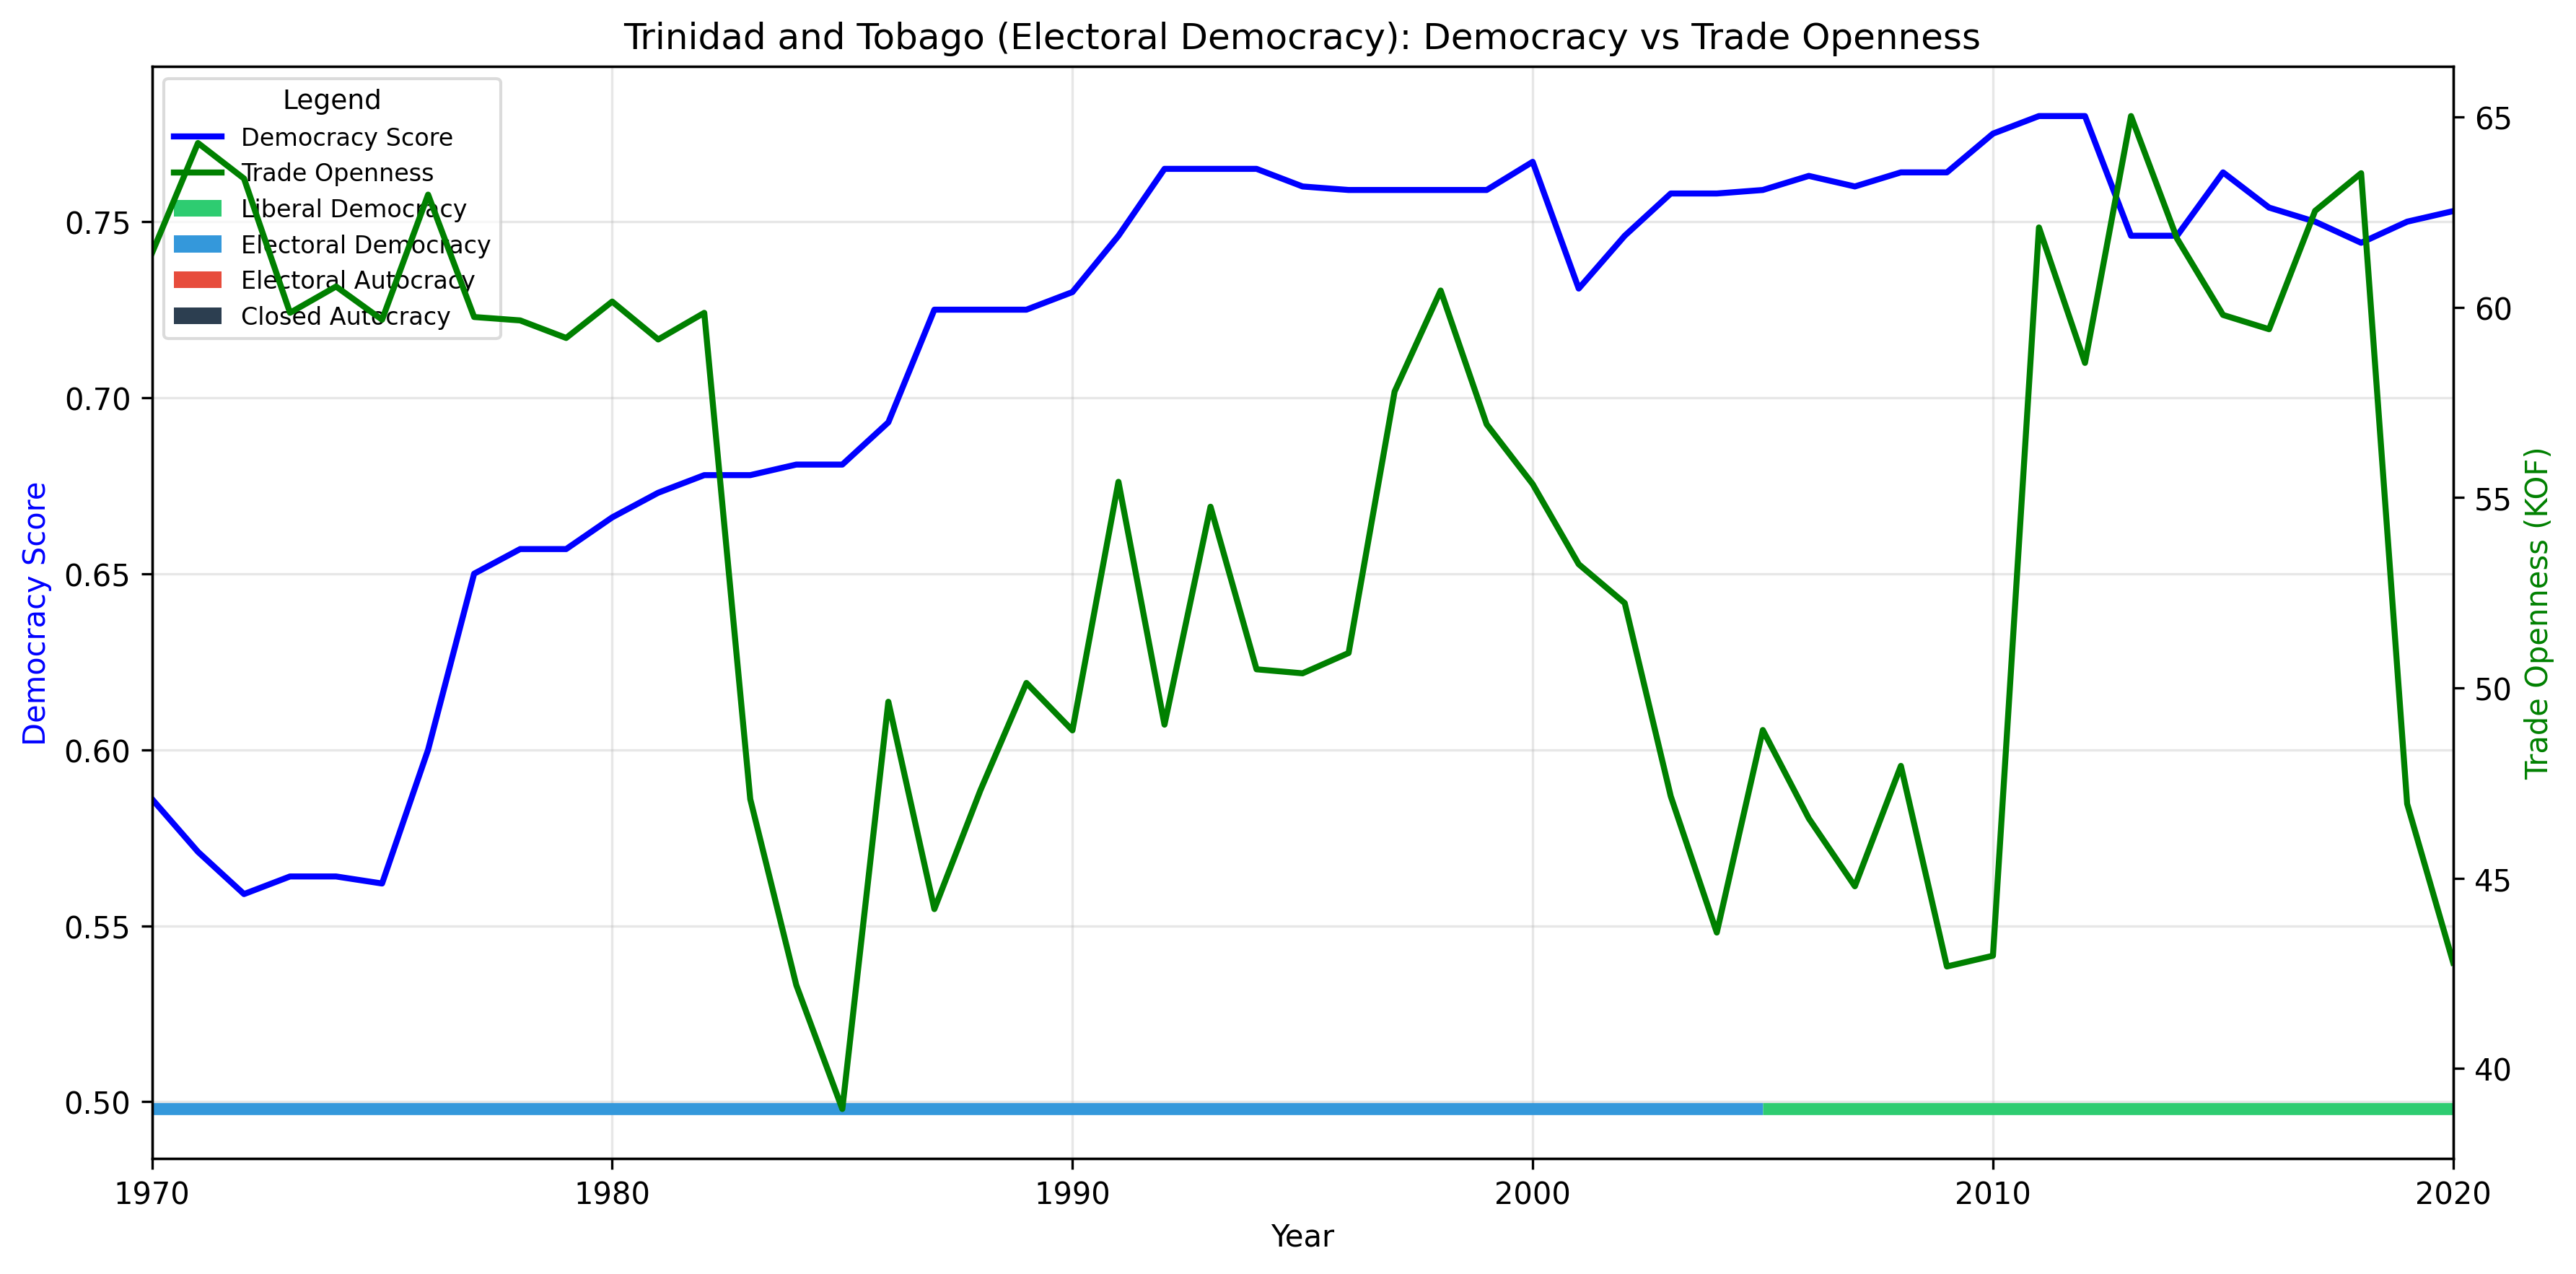 Trinidad and Tobago (Electoral Democracy): Democracy vs Trade Openness
Legend
Democracy Score
Trade Openness
Liberal Democracy
Electoral Democracy
Electoral Autocracy
Closed Autocracy
Democracy Score
0.75
0.70
0.65
0.60
0.55
0.50
65
60
55
50
45
40
Trade Openness (KOF)
1970
1980
1990
2000
2010
2020
Year